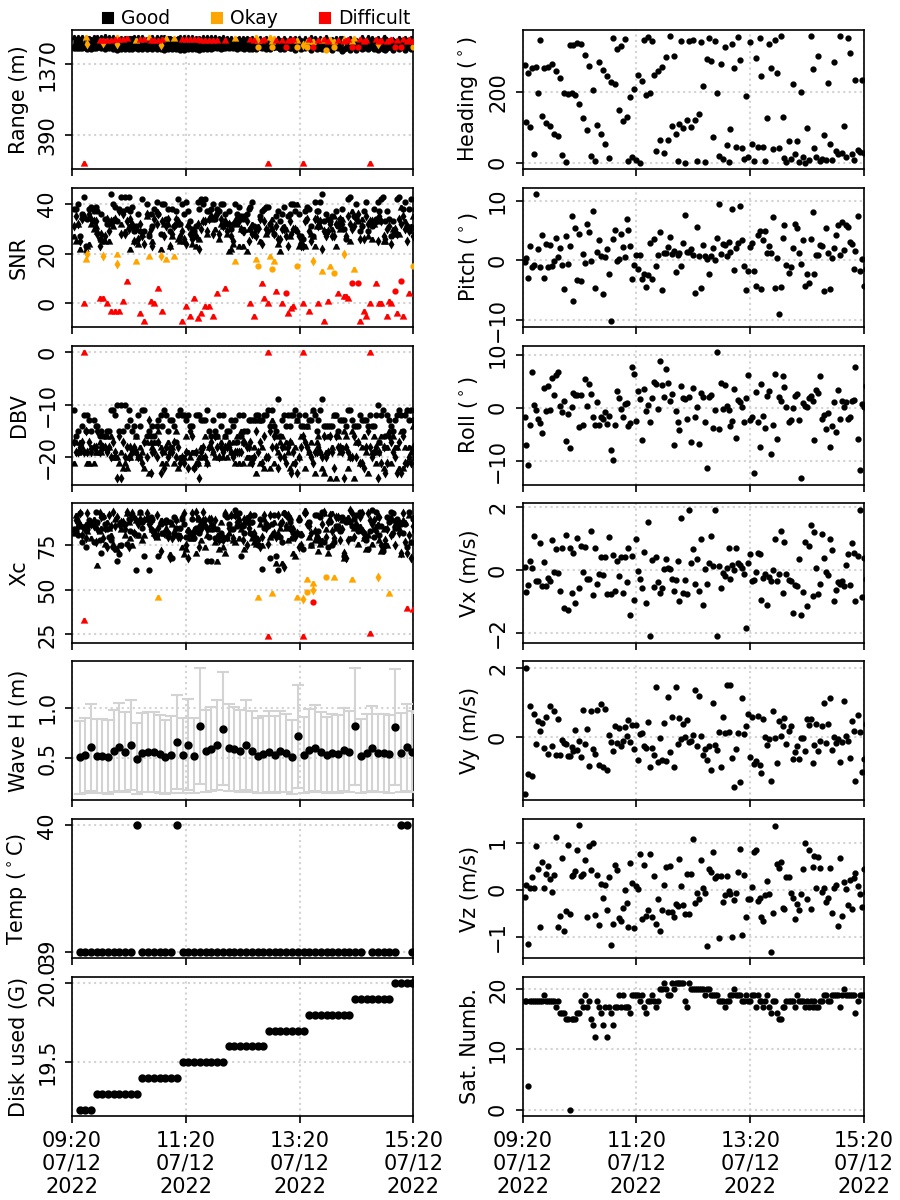 Good Okay Difficult
Range (m)
1370
390
Heading (°)
200
0
SNR
40
20
0
Pitch (°)
10
0
−10
DBV
0
−10
−20
Roll (°)
10
0
−10
Xc
75
50
25
Vx (m/s)
2
0
−2
Wave H (m)
1.0
0.5
Vy (m/s)
2
0
Temp (°C)
40
39
Vz (m/s)
1
0
−1
Disk used (G)
20.0
19.5
Sat. Numb.
20
10
0
09:20 11:20 13:20 15:20 09:20 11:20 13:20 15:20
07/12 07/12 07/12 07/12 07/12 07/12 07/12 07/12
2022 2022 2022 2022 2022 2022 2022 2022